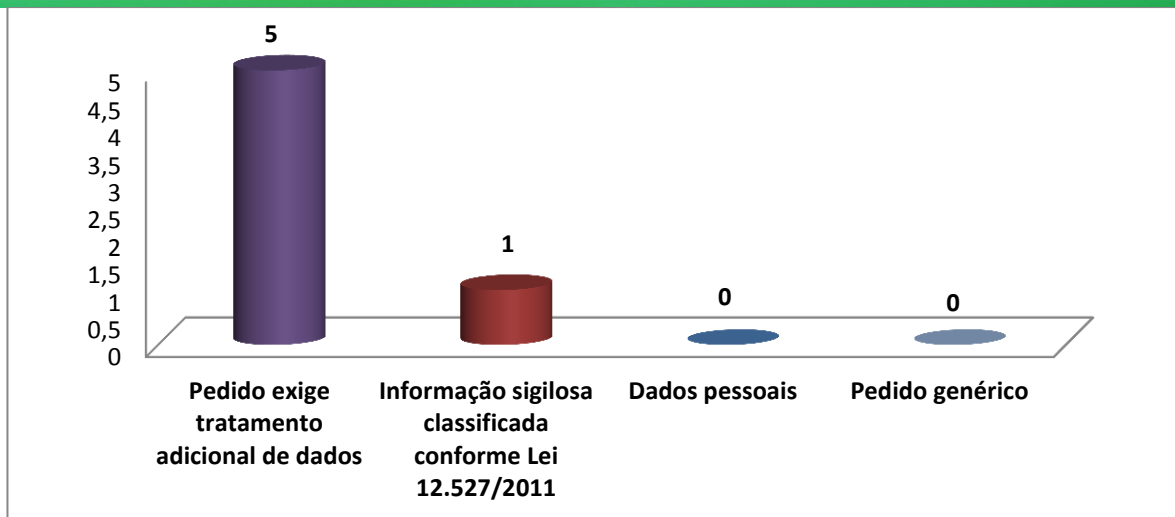 5
1
0
0
5
4,5
4
3,5
3
2,5
2
1,5
1
0,5
0
Pedido exige
tratamento
adicional de dados
Informação sigilosa
classificada
conforme Lei
12.527/2011
Dados pessoais
Pedido genérico